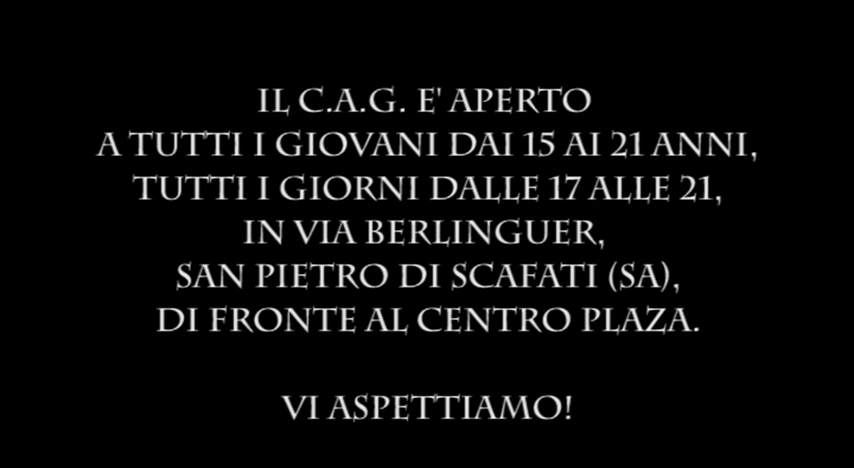 IL C.A.G. E' APERTO
A TUTTI I GIOVANI DAI 15 AI 21 ANNI,
TUTTI I GIORNI DALLE 17 ALLE 21,
IN VIA BERLINGUER,
SAN PIETRO DI SCAFATI (SA),
DI FRONTE AL CENTRO PLAZA.
VI ASPETTIAMO!